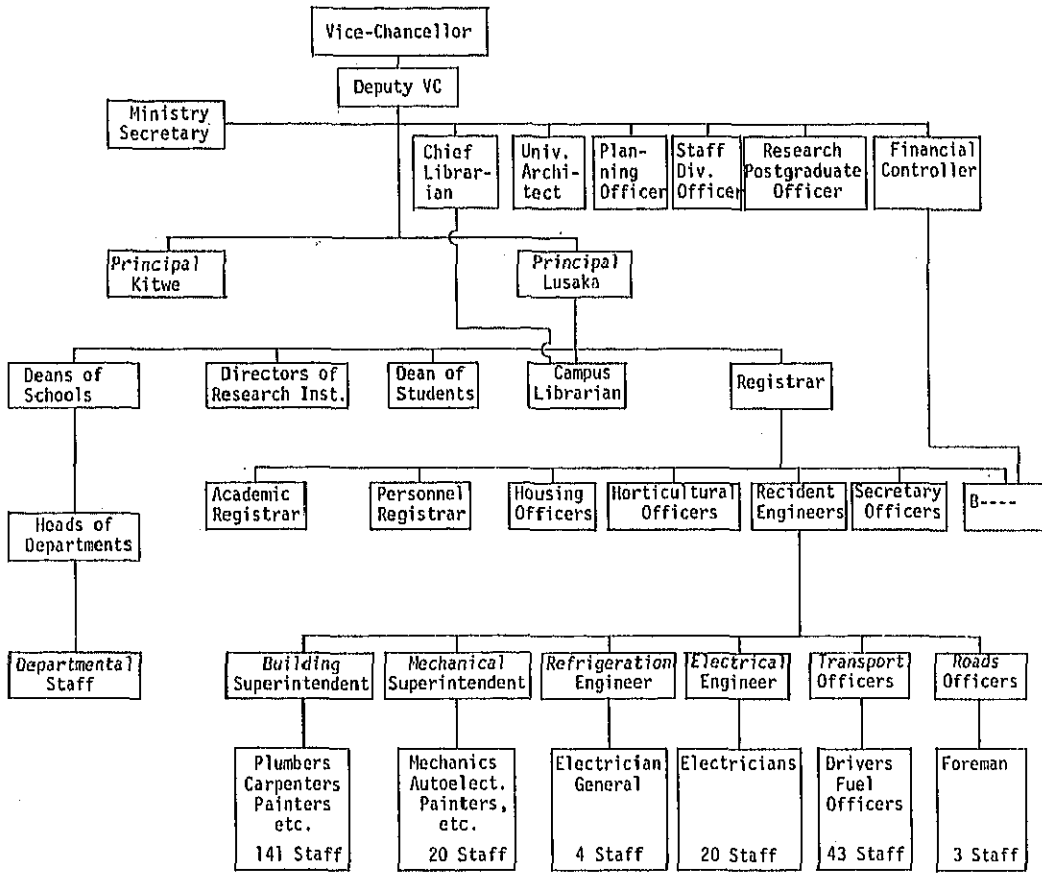 Vice-Chancellor
Deputy VC
Ministry
Secretary
Chief
Librar-
ian
Univ.
Archi-
tect
Plan-
ning
Officer
Staff
Div.
Officer
Research
Postgraduate
Officer
Financial
Controller
Principal
Kitwe
Principal
Lusaka
Deans of
Schools
Directors of
Research Inst.
Dean of
Students
Campus
Librarian
Registrar
Academic
Registrar
Personnel
Registrar
Housing
Officers
Horticultural
Officers
Recident
Engineers
Secretary
Officers
B----
Heads of
Departments
Departmental
Staff
Building
Superintendent
Mechanical
Superintendent
Refrigeration
Engineer
Electrical
Engineer
Transport
Officers
Roads
Officers
Plumbers
Carpenters
Painters
etc.
141 Staff
Mechanics
Autoelect.
Painters,
etc.
20 Staff
Electrician
General
4 Staff
Electricians
20 Staff
Drivers
Fuel
Officers
43 Staff
Foreman
3 Staff